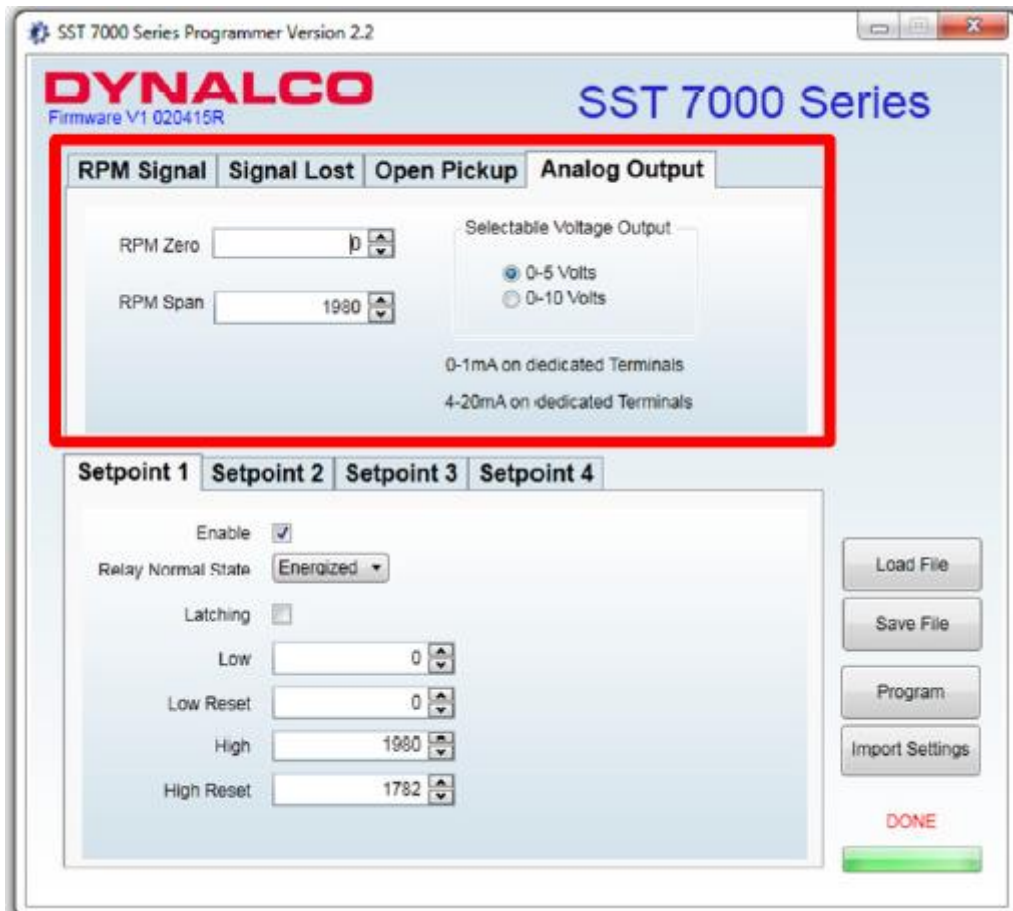 SST 7000 Series Programmer Version 2.2
DYNALCO
Firmware V1 020415R
SST 7000 Series
RPM Signal Signal Lost Open Pickup Analog Output
RPM Zero 0
Selectable Voltage Output
0-5 Volts
0-10 Volts
RPM Span 1980
0-1mA on dedicated Terminals
4-20mA on dedicated Terminals
Setpoint 1 Setpoint 2 Setpoint 3 Setpoint 4
Enable
Relay Normal State Energized
Latching
Low 0
Low Reset 0
High 1980
High Reset 1782
Load File
Save File
Program
Import Settings
DONE